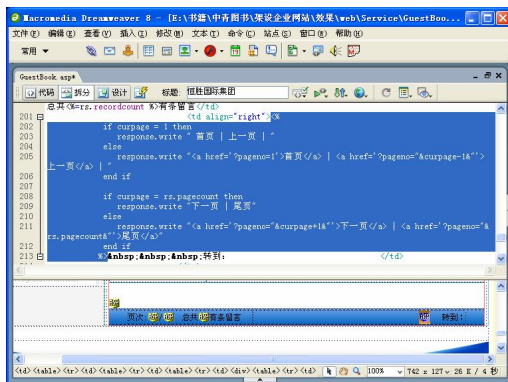 Macromedia Dreamweaver 8 - [E:\书籍\中青图书\架设企业网站\效果\web\Service\GuestBoo...
文件(F) 编辑(E) 查看(V) 插入(I) 修改(M) 文本(T) 命令(C) 站点(S) 窗口(W) 帮助(H)
常用
GuestBook.asp*
代码 拆分 设计 标题: 恒胜国际集团
总共<%=rs.recordcount %>有条留言</td>
201 <td align="right"><%
202 if curpage = 1 then
203 response.write " 首页 | 上一页 | "
204 else
205 response.write "<a href='?pageno=1'>首页</a> | <a href='?pageno="&curpage-1&"'>
上一页</a> | "
206 end if
207
208 if curpage = rs.pagecount then
209 response.write "下一页 | 尾页"
210 else
211 response.write "<a href='?pageno="&curpage+1&"'>下一页</a> | <a href='?pageno="&
rs.pagecount&"'>尾页</a>"
212 end if
213 %>&nbsp;&nbsp;&nbsp;转到: </td>
页次 / 总共 有条留言 转到:
<td> <table> <tr> <td> <table> <tr> <td> <table> <tr> <td> <div> <table> <tr> <td> 100% 742 x 127 26 K / 4 秒